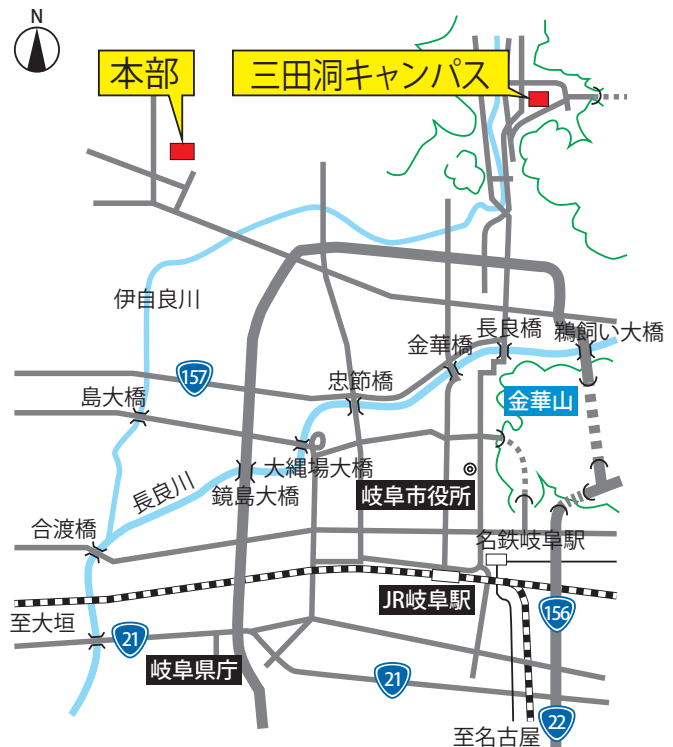 N
本部
三田洞キャンパス
伊自良川
長良橋
鵜飼い大橋
金華橋
157
忠節橋
島大橋
金華山
大縄場大橋
長良川
鏡島大橋
岐阜市役所
合渡橋
名鉄岐阜駅
JR岐阜駅
至大垣
156
21
岐阜県庁
21
22
至名古屋